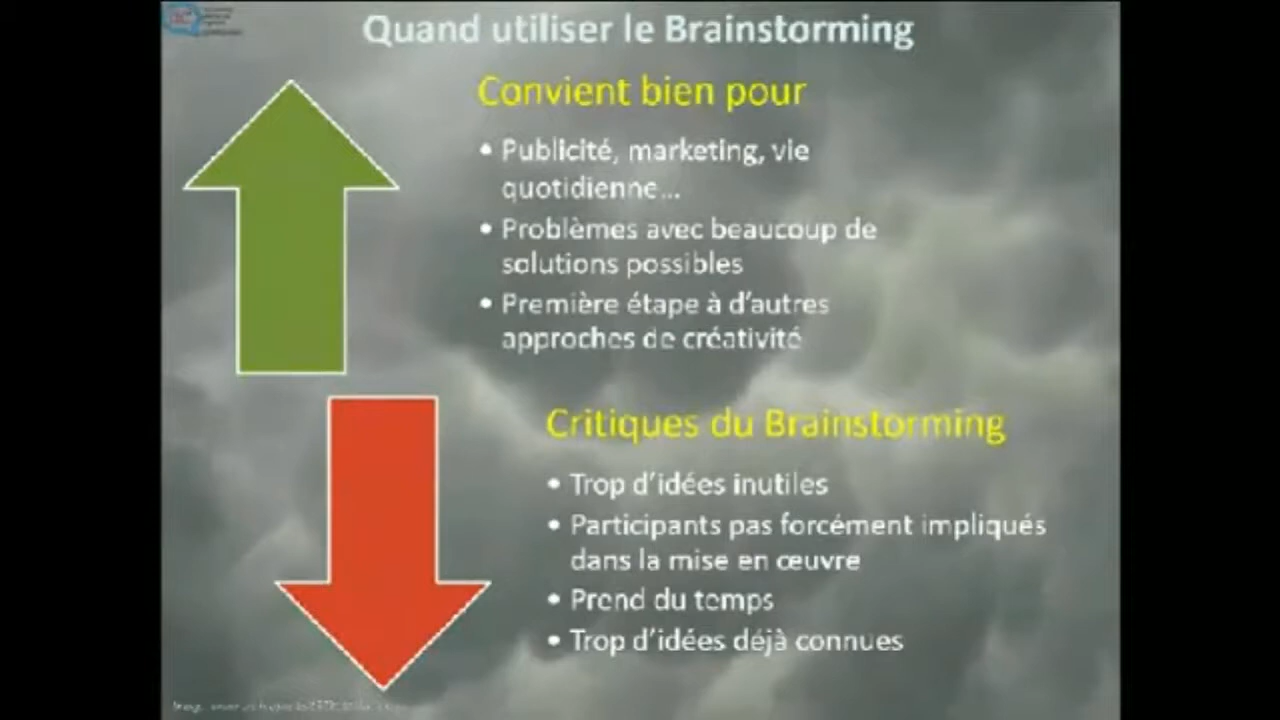 Quand utiliser le Brainstorming
Convient bien pour
• Publicité, marketing, vie
quotidienne...
• Problèmes avec beaucoup de
solutions possibles
• Première étape à d'autres
approches de créativité
Critiques du Brainstorming
• Trop d'idées inutiles
• Participants pas forcément impliqués
dans la mise en œuvre
• Prend du temps
• Trop d'idées déjà connues